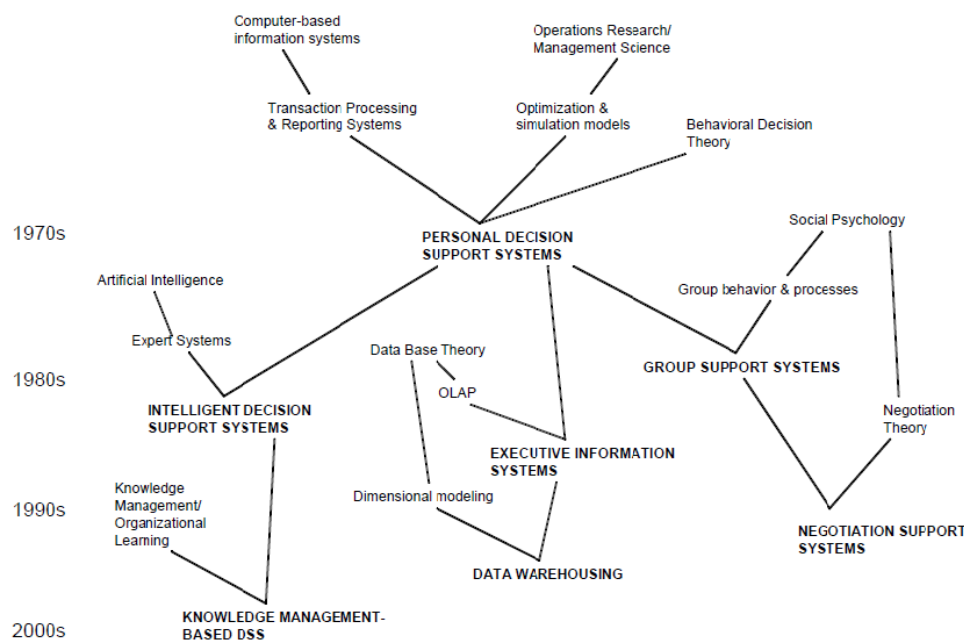 Computer-based
information systems
Operations Research/
Management Science
Transaction Processing
& Reporting Systems
Optimization &
simulation models
Behavioral Decision
Theory
1970s
PERSONAL DECISION
SUPPORT SYSTEMS
Social Psychology
Artificial Intelligence
Group behavior & processes
Expert Systems
Data Base Theory
GROUP SUPPORT SYSTEMS
1980s
OLAP
INTELLIGENT DECISION
SUPPORT SYSTEMS
Negotiation
Theory
EXECUTIVE INFORMATION
SYSTEMS
Knowledge
Management/
Organizational
Learning
Dimensional modeling
1990s
NEGOTIATION SUPPORT
SYSTEMS
DATA WAREHOUSING
KNOWLEDGE MANAGEMENT-
BASED DSS
2000s